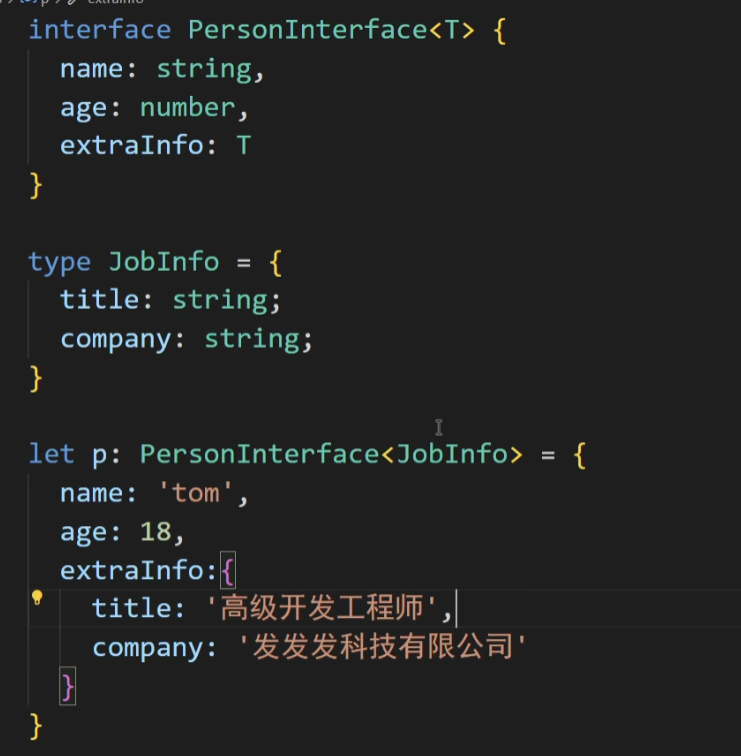 extraInfo
interface PersonInterface<T> {
  name: string,
  age: number,
  extraInfo: T
}
type JobInfo = {
  title: string;
  company: string;
}
let p: PersonInterface<JobInfo> = {
  name: 'tom',
  age: 18,
  extraInfo:{
    title: '高级开发工程师',
    company: '发发发科技有限公司'
  }
}